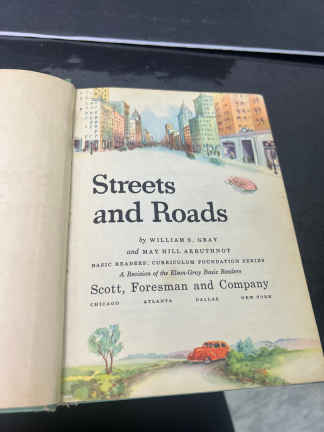 Streets
and Roads
by WILLIAM S. GRAY
and MAY HILL ARBUTHNOT
BASIC READERS: CURRICULUM FOUNDATION SERIES
A Revision of the Elson-Gray Basic Readers
Scott, Foresman and Company
CHICAGO ATLANTA DALLAS NEW YORK